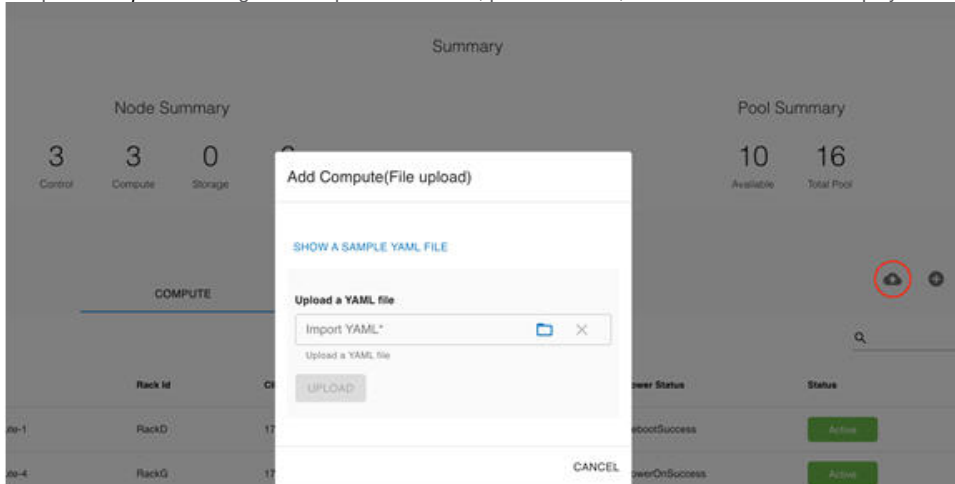 Summary
Node Summary
Pool Summary
3 3 0
10 16
Control Compute Storage
Available Total Pool
Add Compute(File upload)
SHOW A SAMPLE YAML FILE
COMPUTE
Upload a YAML file
Import YAML*
Upload a YAML file
UPLOAD
Rack Id
ower Status Status
RackD 17
ebootSuccess Active
RackG 17
owerOnSuccess Active
CANCEL